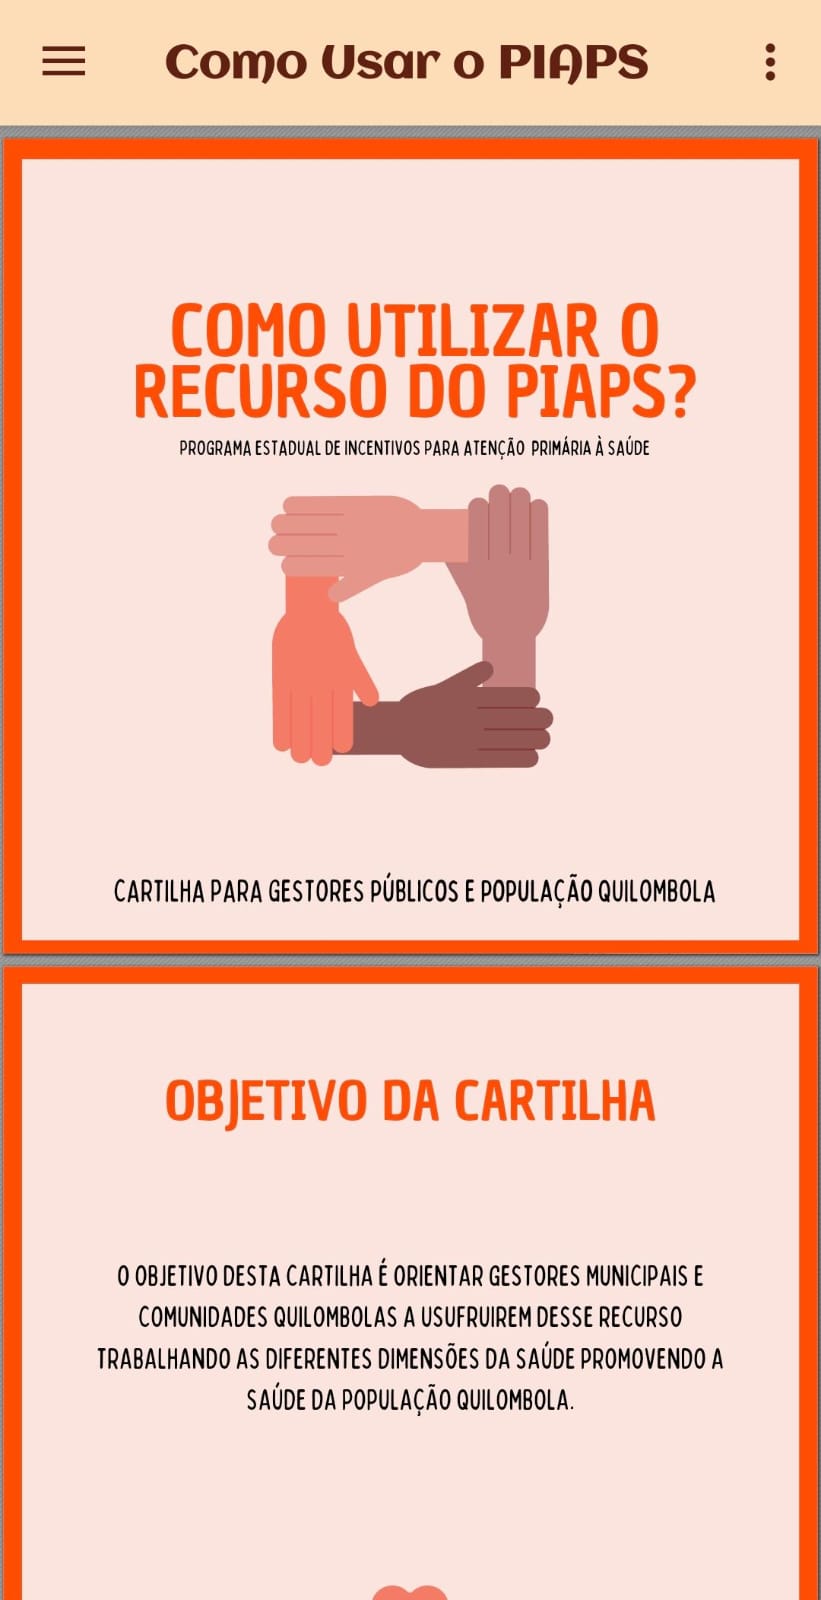 Como Usar o PIAPS
COMO UTILIZAR O
RECURSO DO PIAPS?
PROGRAMA ESTADUAL DE INCENTIVOS PARA ATENÇÃO PRIMÁRIA À SAÚDE
CARTILHA PARA GESTORES PÚBLICOS E POPULAÇÃO QUILOMBOLA
OBJETIVO DA CARTILHA
O OBJETIVO DESTA CARTILHA É ORIENTAR GESTORES MUNICIPAIS E
COMUNIDADES QUILOMBOLAS A USUFRUIREM DESSE RECURSO
TRABALHANDO AS DIFERENTES DIMENSÕES DA SAÚDE PROMOVENDO A
SAÚDE DA POPULAÇÃO QUILOMBOLA.